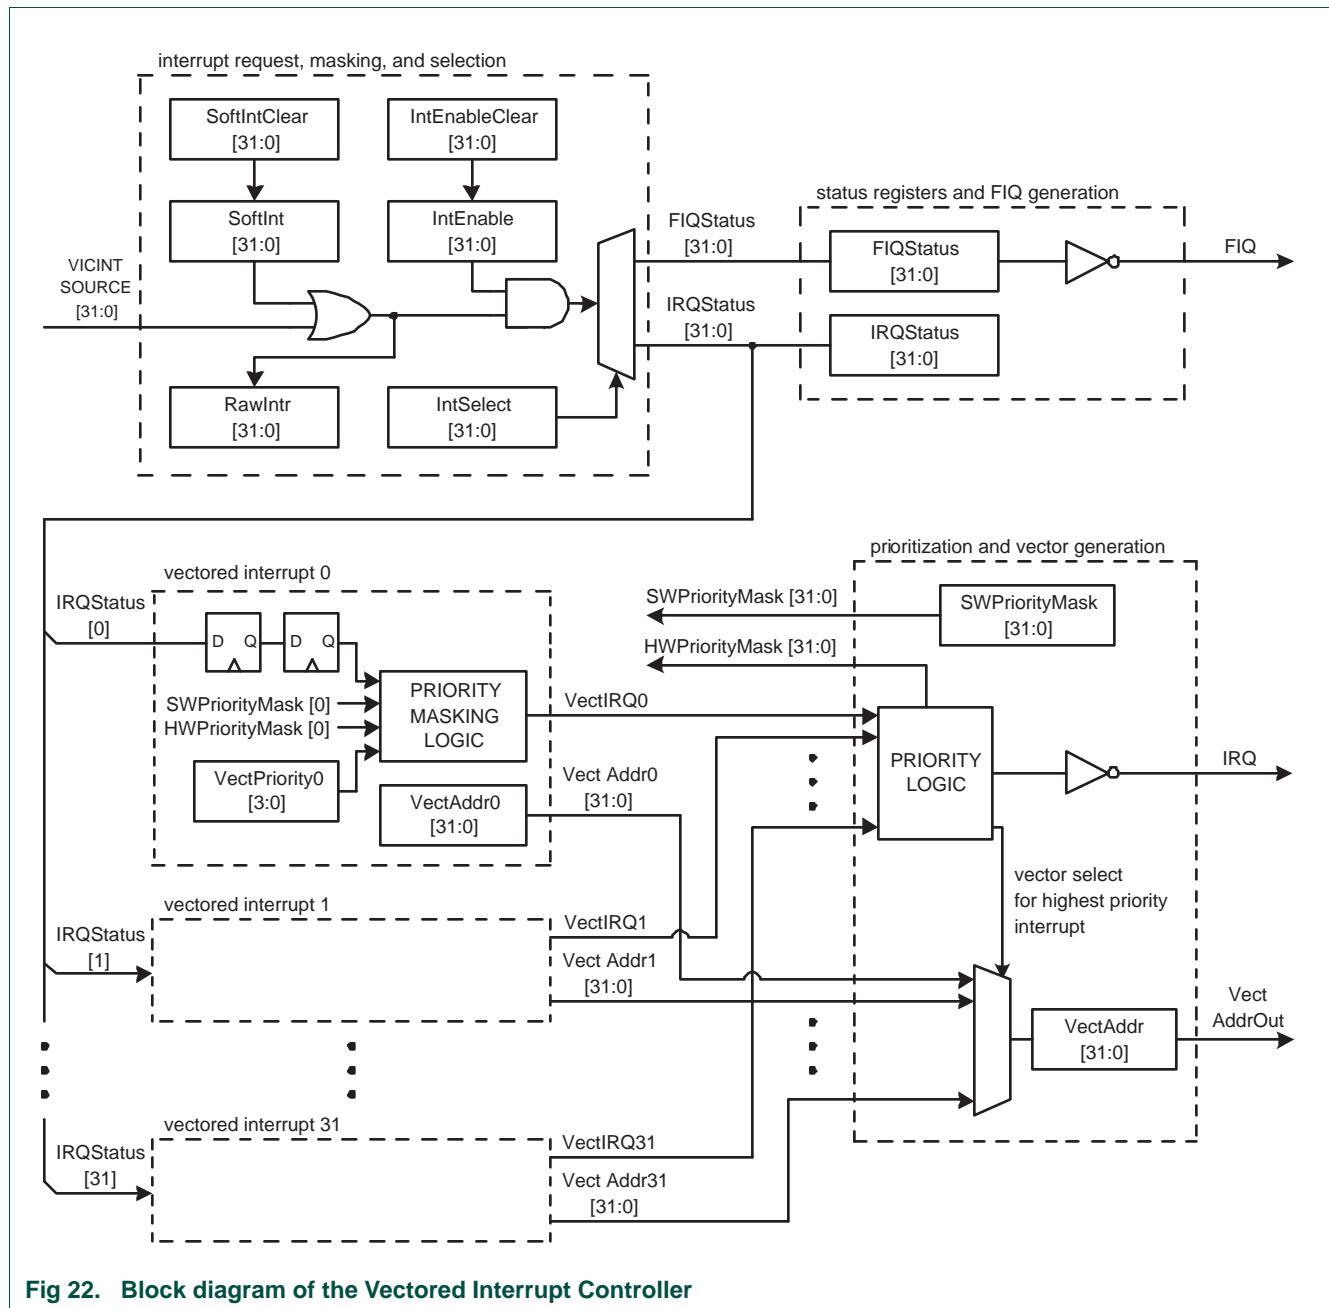 interrupt request, masking, and selection
SoftIntClear
[31:0]
IntEnableClear
[31:0]
SoftInt
[31:0]
IntEnable
[31:0]
VICINT
SOURCE
[31:0]
RawIntr
[31:0]
IntSelect
[31:0]
FIQStatus
[31:0]
IRQStatus
[31:0]
status registers and FIQ generation
FIQStatus
[31:0]
IRQStatus
[31:0]
FIQ
vectored interrupt 0
IRQStatus
[0]
D Q
D Q
SWPriorityMask [0]
HWPriorityMask [0]
PRIORITY
MASKING
LOGIC
VectPriority0
[3:0]
VectAddr0
[31:0]
VectIRQ0
Vect Addr0
[31:0]
prioritization and vector generation
SWPriorityMask [31:0]
HWPriorityMask [31:0]
SWPriorityMask
[31:0]
PRIORITY
LOGIC
IRQ
vector select
for highest priority
interrupt
vectored interrupt 1
IRQStatus
[1]
VectIRQ1
Vect Addr1
[31:0]
VectAddr
[31:0]
Vect
AddrOut
vectored interrupt 31
IRQStatus
[31]
VectIRQ31
Vect Addr31
[31:0]
Fig 22. Block diagram of the Vectored Interrupt Controller